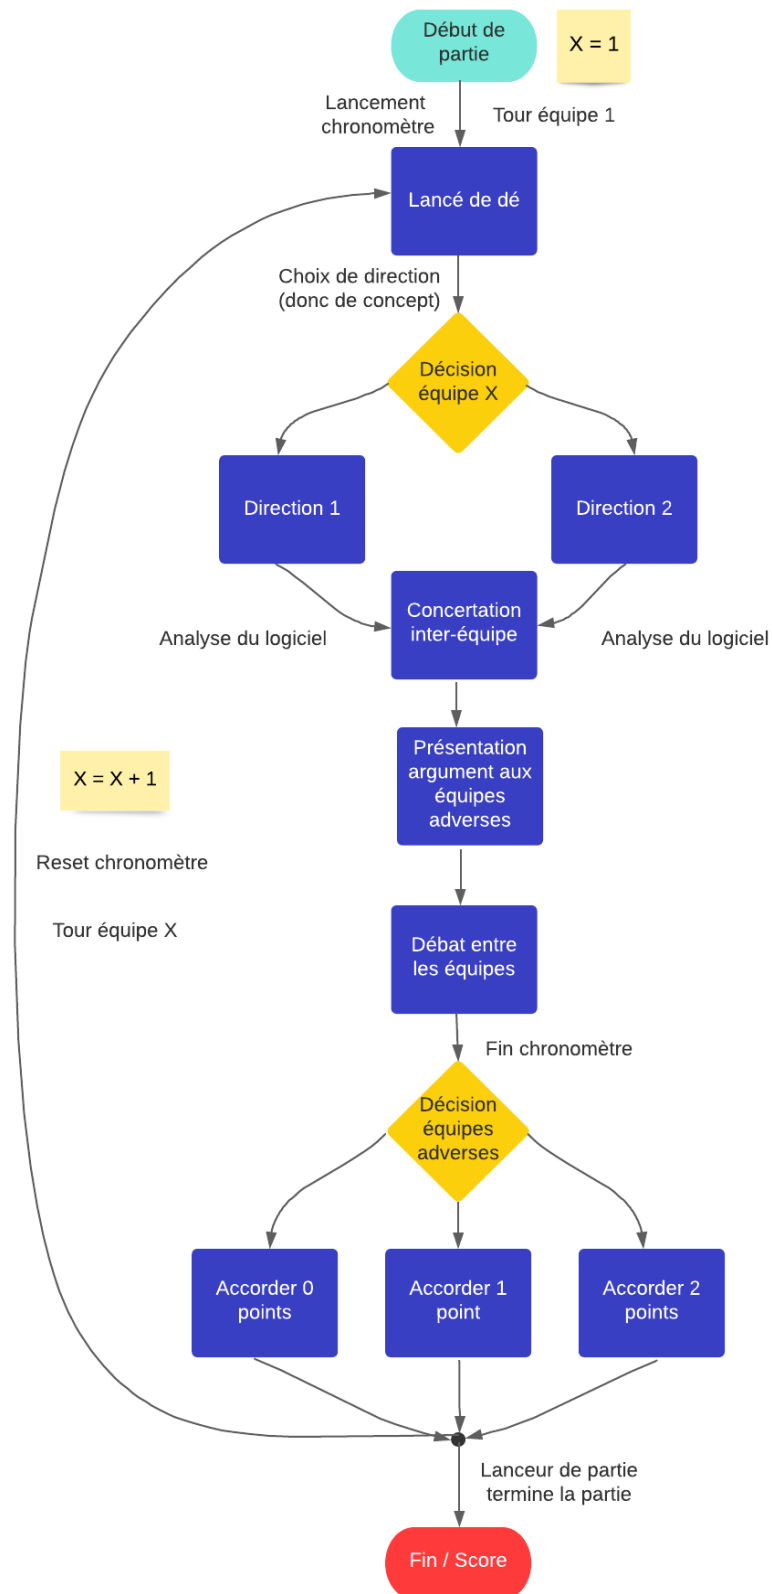 Début de
partie
X = 1
Lancement
chronomètre
Tour équipe 1
Lancé de dé
Choix de direction
(donc de concept)
Décision
équipe X
Direction 1
Direction 2
Concertation
inter-équipe
Analyse du logiciel
Analyse du logiciel
Présentation
argument aux
équipes
adverses
X = X + 1
Reset chronomètre
Tour équipe X
Débat entre
les équipes
Fin chronomètre
Décision
équipes
adverses
Accorder 0
points
Accorder 1
point
Accorder 2
points
Lanceur de partie
termine la partie
Fin / Score